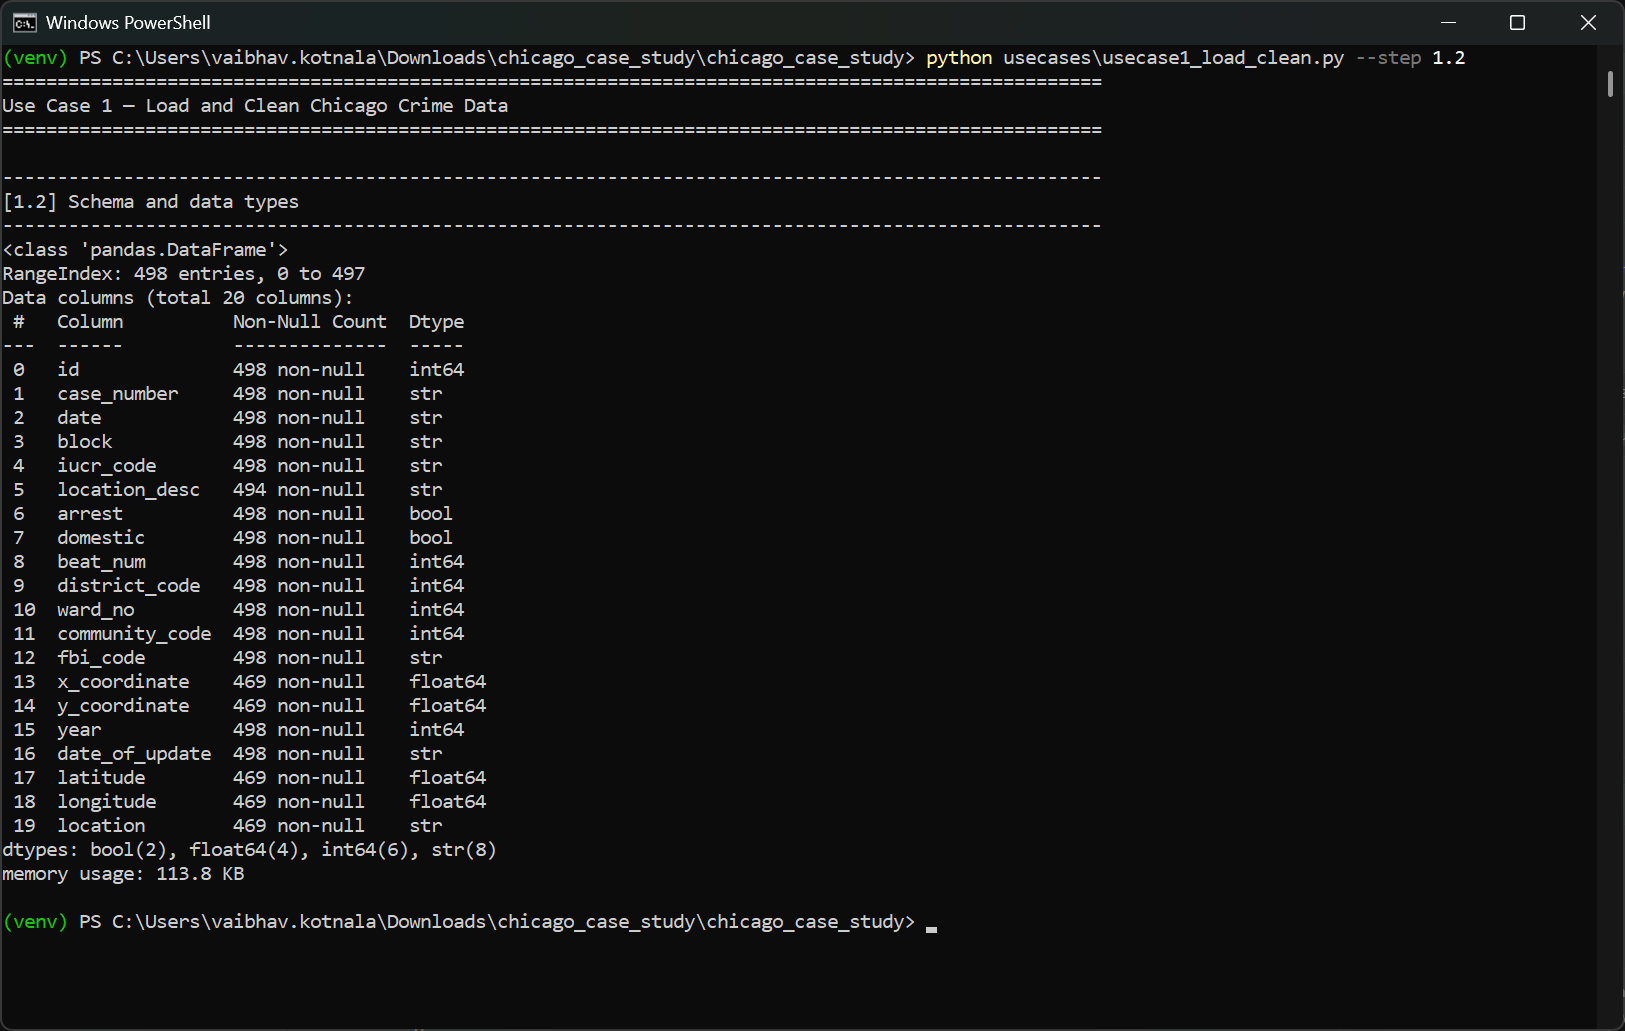 Windows PowerShell
(venv) PS C:\Users\vaibhav.kotnala\Downloads\chicago_case_study\chicago_case_study> python usecases\usecase1_load_clean.py --step 1.2
====================================================================================================
Use Case 1 — Load and Clean Chicago Crime Data
====================================================================================================
----------------------------------------------------------------------------------------------------
[1.2] Schema and data types
----------------------------------------------------------------------------------------------------
<class 'pandas.DataFrame'>
RangeIndex: 498 entries, 0 to 497
Data columns (total 20 columns):
 #   Column          Non-Null Count  Dtype
---  ------          --------------  -----
 0   id              498 non-null    int64
 1   case_number     498 non-null    str
 2   date            498 non-null    str
 3   block           498 non-null    str
 4   iucr_code       498 non-null    str
 5   location_desc   494 non-null    str
 6   arrest          498 non-null    bool
 7   domestic        498 non-null    bool
 8   beat_num        498 non-null    int64
 9   district_code   498 non-null    int64
 10  ward_no         498 non-null    int64
 11  community_code  498 non-null    int64
 12  fbi_code        498 non-null    str
 13  x_coordinate    469 non-null    float64
 14  y_coordinate    469 non-null    float64
 15  year            498 non-null    int64
 16  date_of_update  498 non-null    str
 17  latitude        469 non-null    float64
 18  longitude       469 non-null    float64
 19  location        469 non-null    str
dtypes: bool(2), float64(4), int64(6), str(8)
memory usage: 113.8 KB
(venv) PS C:\Users\vaibhav.kotnala\Downloads\chicago_case_study\chicago_case_study>